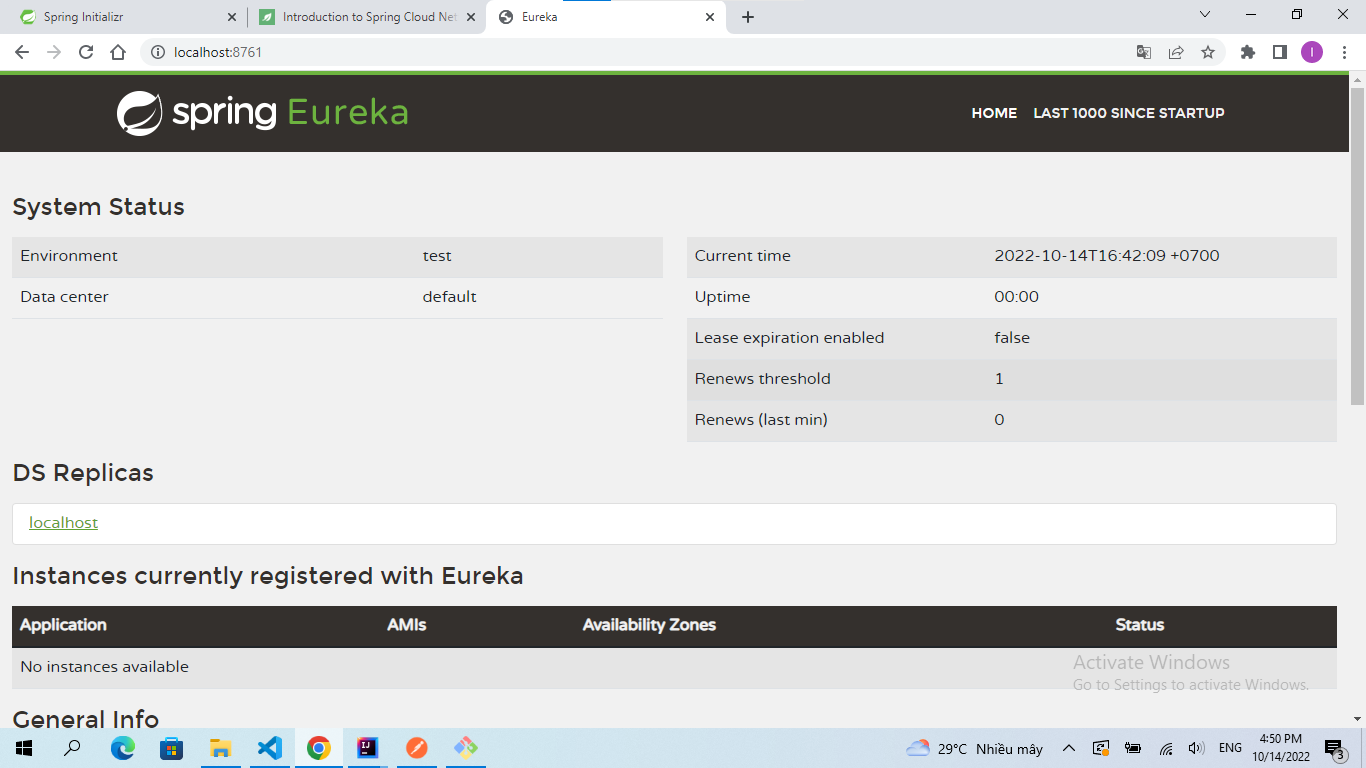 Spring Initializr
Introduction to Spring Cloud Net
Eureka
localhost:8761
I
spring Eureka
HOME LAST 1000 SINCE STARTUP
System Status
Environment test
Data center default
Current time 2022-10-14T16:42:09 +0700
Uptime 00:00
Lease expiration enabled false
Renews threshold 1
Renews (last min) 0
DS Replicas
localhost
Instances currently registered with Eureka
Application AMIs Availability Zones Status
No instances available
Activate Windows
Go to Settings to activate Windows.
General Info
IJ
29°C Nhiều mây
ENG
4:50 PM
10/14/2022
3